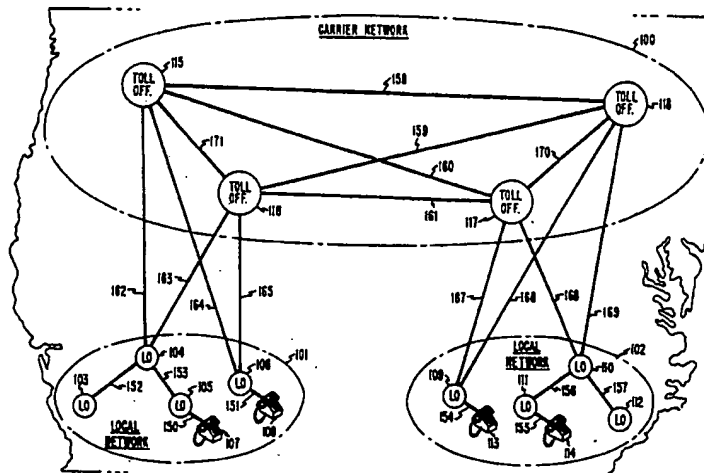 CARRIER NETWORK
100
115
TOLL
OFF.
158
TOLL
OFF.
118
159
171
160
170
TOLL
OFF.
116
161
TOLL
OFF.
117
162
163
164
165
167
168
168
169
LO
104
101
103
152
153
LO
105
LO
106
LO
151
150
107
108
LOCAL
NETWORK
LOCAL
NETWORK
102
LO
110
109
LO
111
156
157
LO
LO
112
154
155
113
114